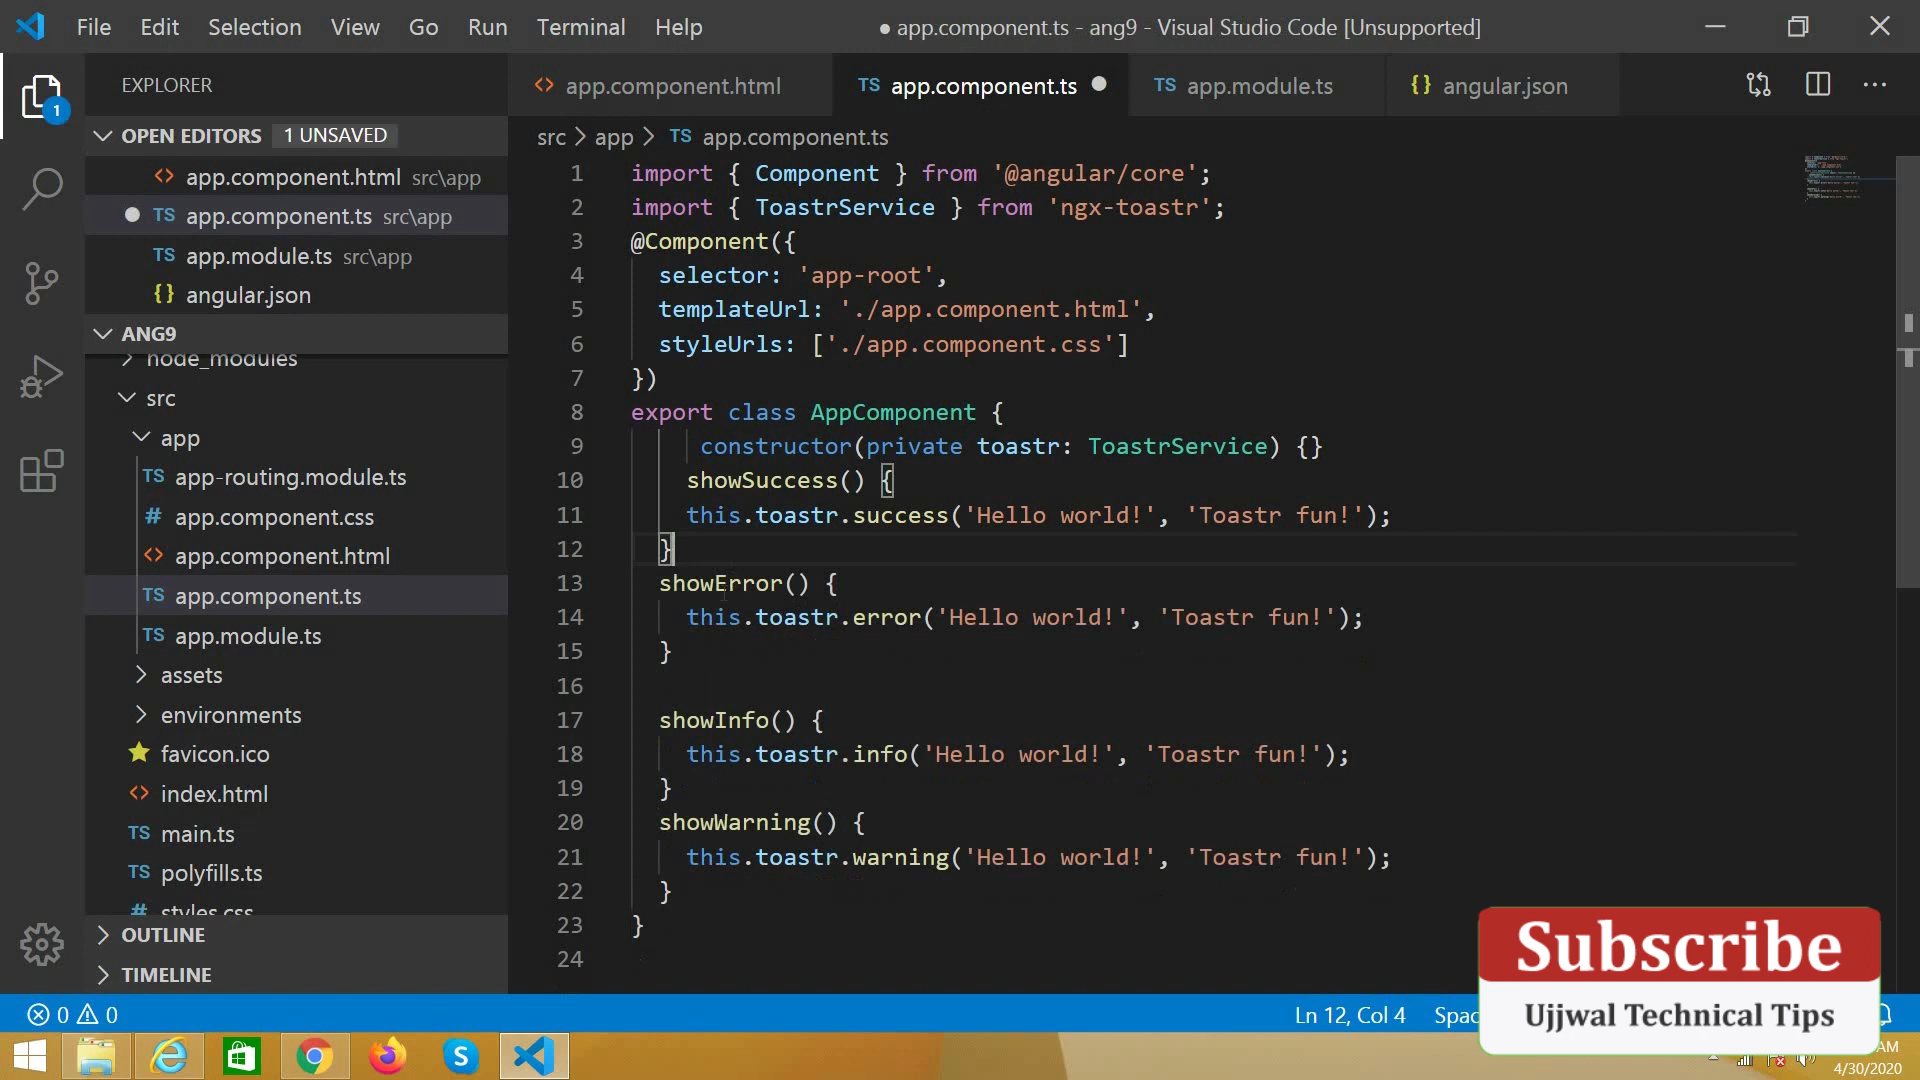 File Edit Selection View Go Run Terminal Help
● app.component.ts - ang9 - Visual Studio Code [Unsupported]
EXPLORER
1
OPEN EDITORS 1 UNSAVED
<> app.component.html src\app
● TS app.component.ts src\app
TS app.module.ts src\app
{} angular.json
ANG9
node_modules
src
app
TS app-routing.module.ts
# app.component.css
<> app.component.html
TS app.component.ts
TS app.module.ts
assets
environments
favicon.ico
<> index.html
TS main.ts
TS polyfills.ts
# styles.css
OUTLINE
TIMELINE
<> app.component.html
TS app.component.ts ●
TS app.module.ts
{} angular.json
src > app > TS app.component.ts
1 import { Component } from '@angular/core';
2 import { ToastrService } from 'ngx-toastr';
3 @Component({
4 selector: 'app-root',
5 templateUrl: './app.component.html',
6 styleUrls: ['./app.component.css']
7 })
8 export class AppComponent {
9 constructor(private toastr: ToastrService) {}
10 showSuccess() {
11 this.toastr.success('Hello world!', 'Toastr fun!');
12 }
13 showError() {
14 this.toastr.error('Hello world!', 'Toastr fun!');
15 }
16
17 showInfo() {
18 this.toastr.info('Hello world!', 'Toastr fun!');
19 }
20 showWarning() {
21 this.toastr.warning('Hello world!', 'Toastr fun!');
22 }
23 }
24
Subscribe
Ujjwal Technical Tips
0 0
Ln 12, Col 4 Spac
AM
4/30/2020